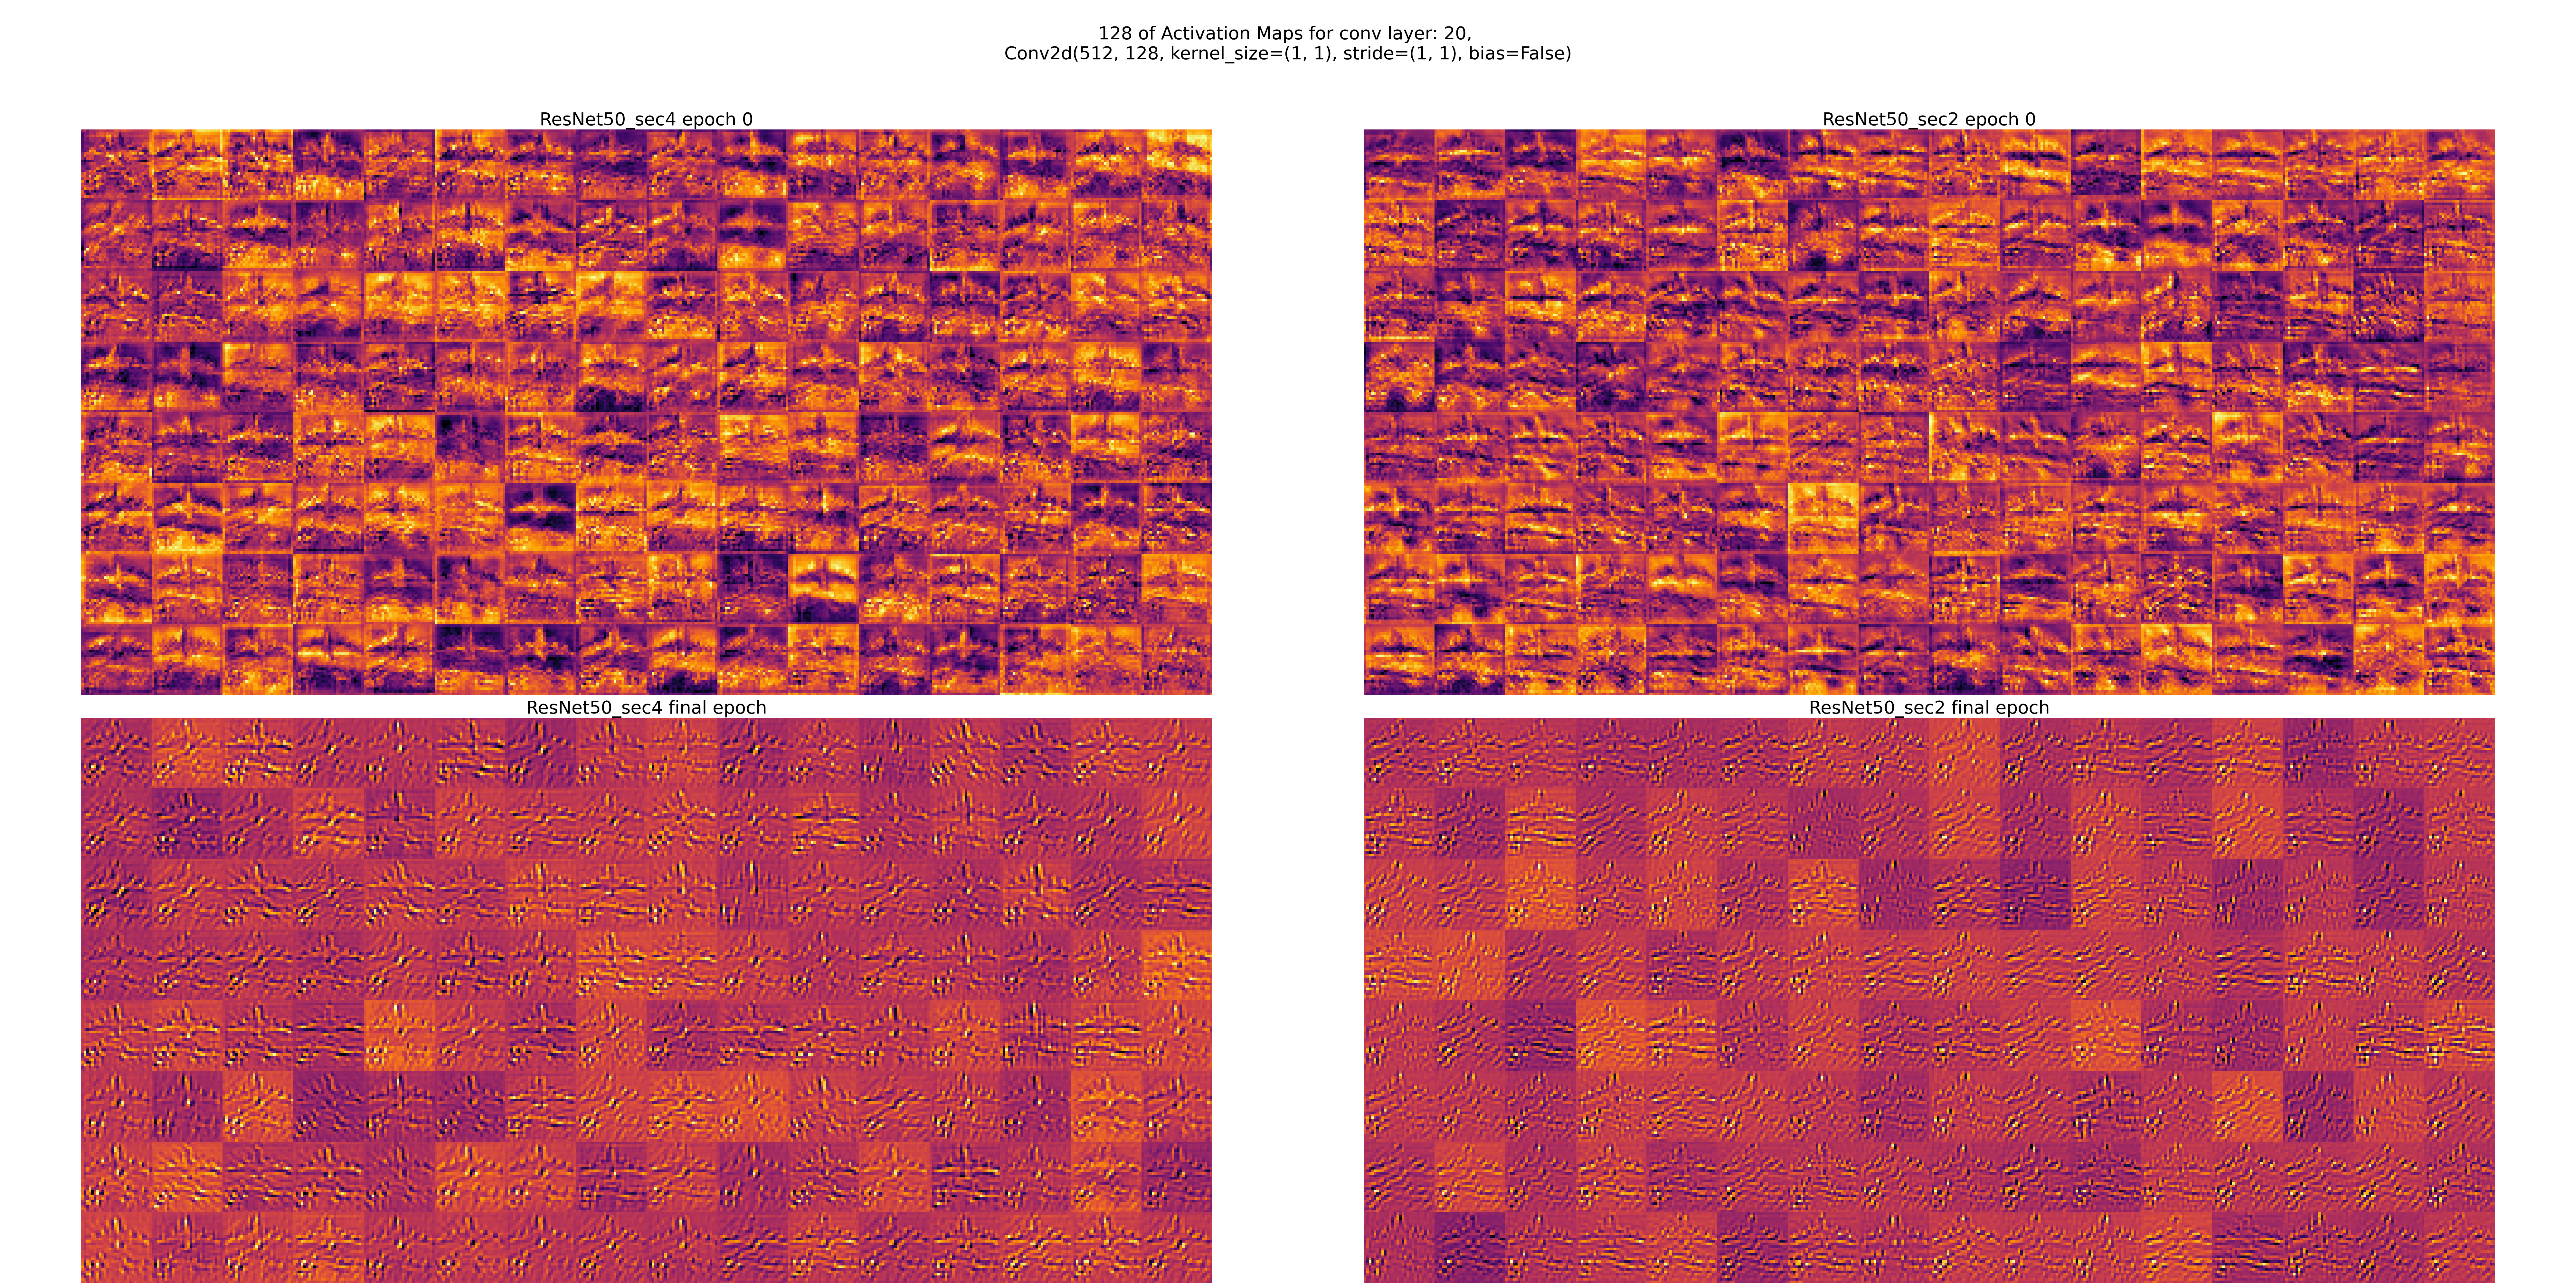 128 of Activation Maps for conv layer: 20,
Conv2d(512, 128, kernel_size=(1, 1), stride=(1, 1), bias=False)
ResNet50_sec4 epoch 0
ResNet50_sec2 epoch 0
ResNet50_sec4 final epoch
ResNet50_sec2 final epoch